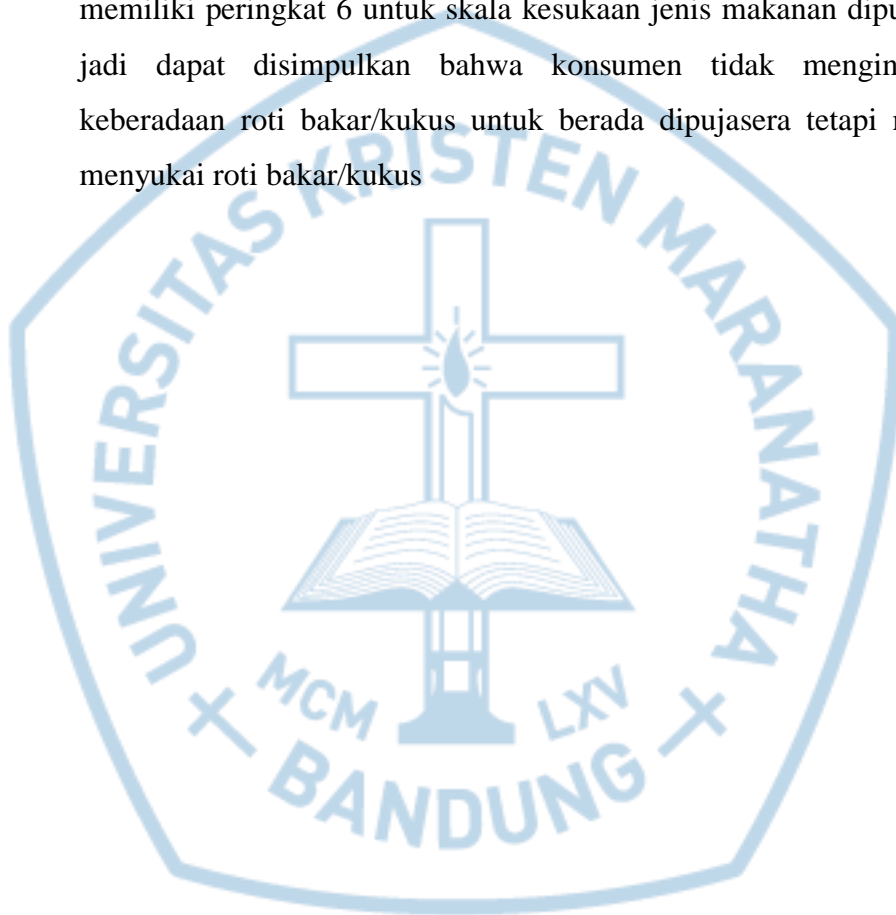 memiliki peringkat 6 untuk skala kesukaan jenis makanan
jadi dapat disimpulkan bahwa konsumen tidak
keberadaan roti bakar/kukus untuk berada dipujasera tetapi
menyukai roti bakar/kukus
UNIVERSITAS KRISTEN MARANATHA
MCM LXV
BANDUNG